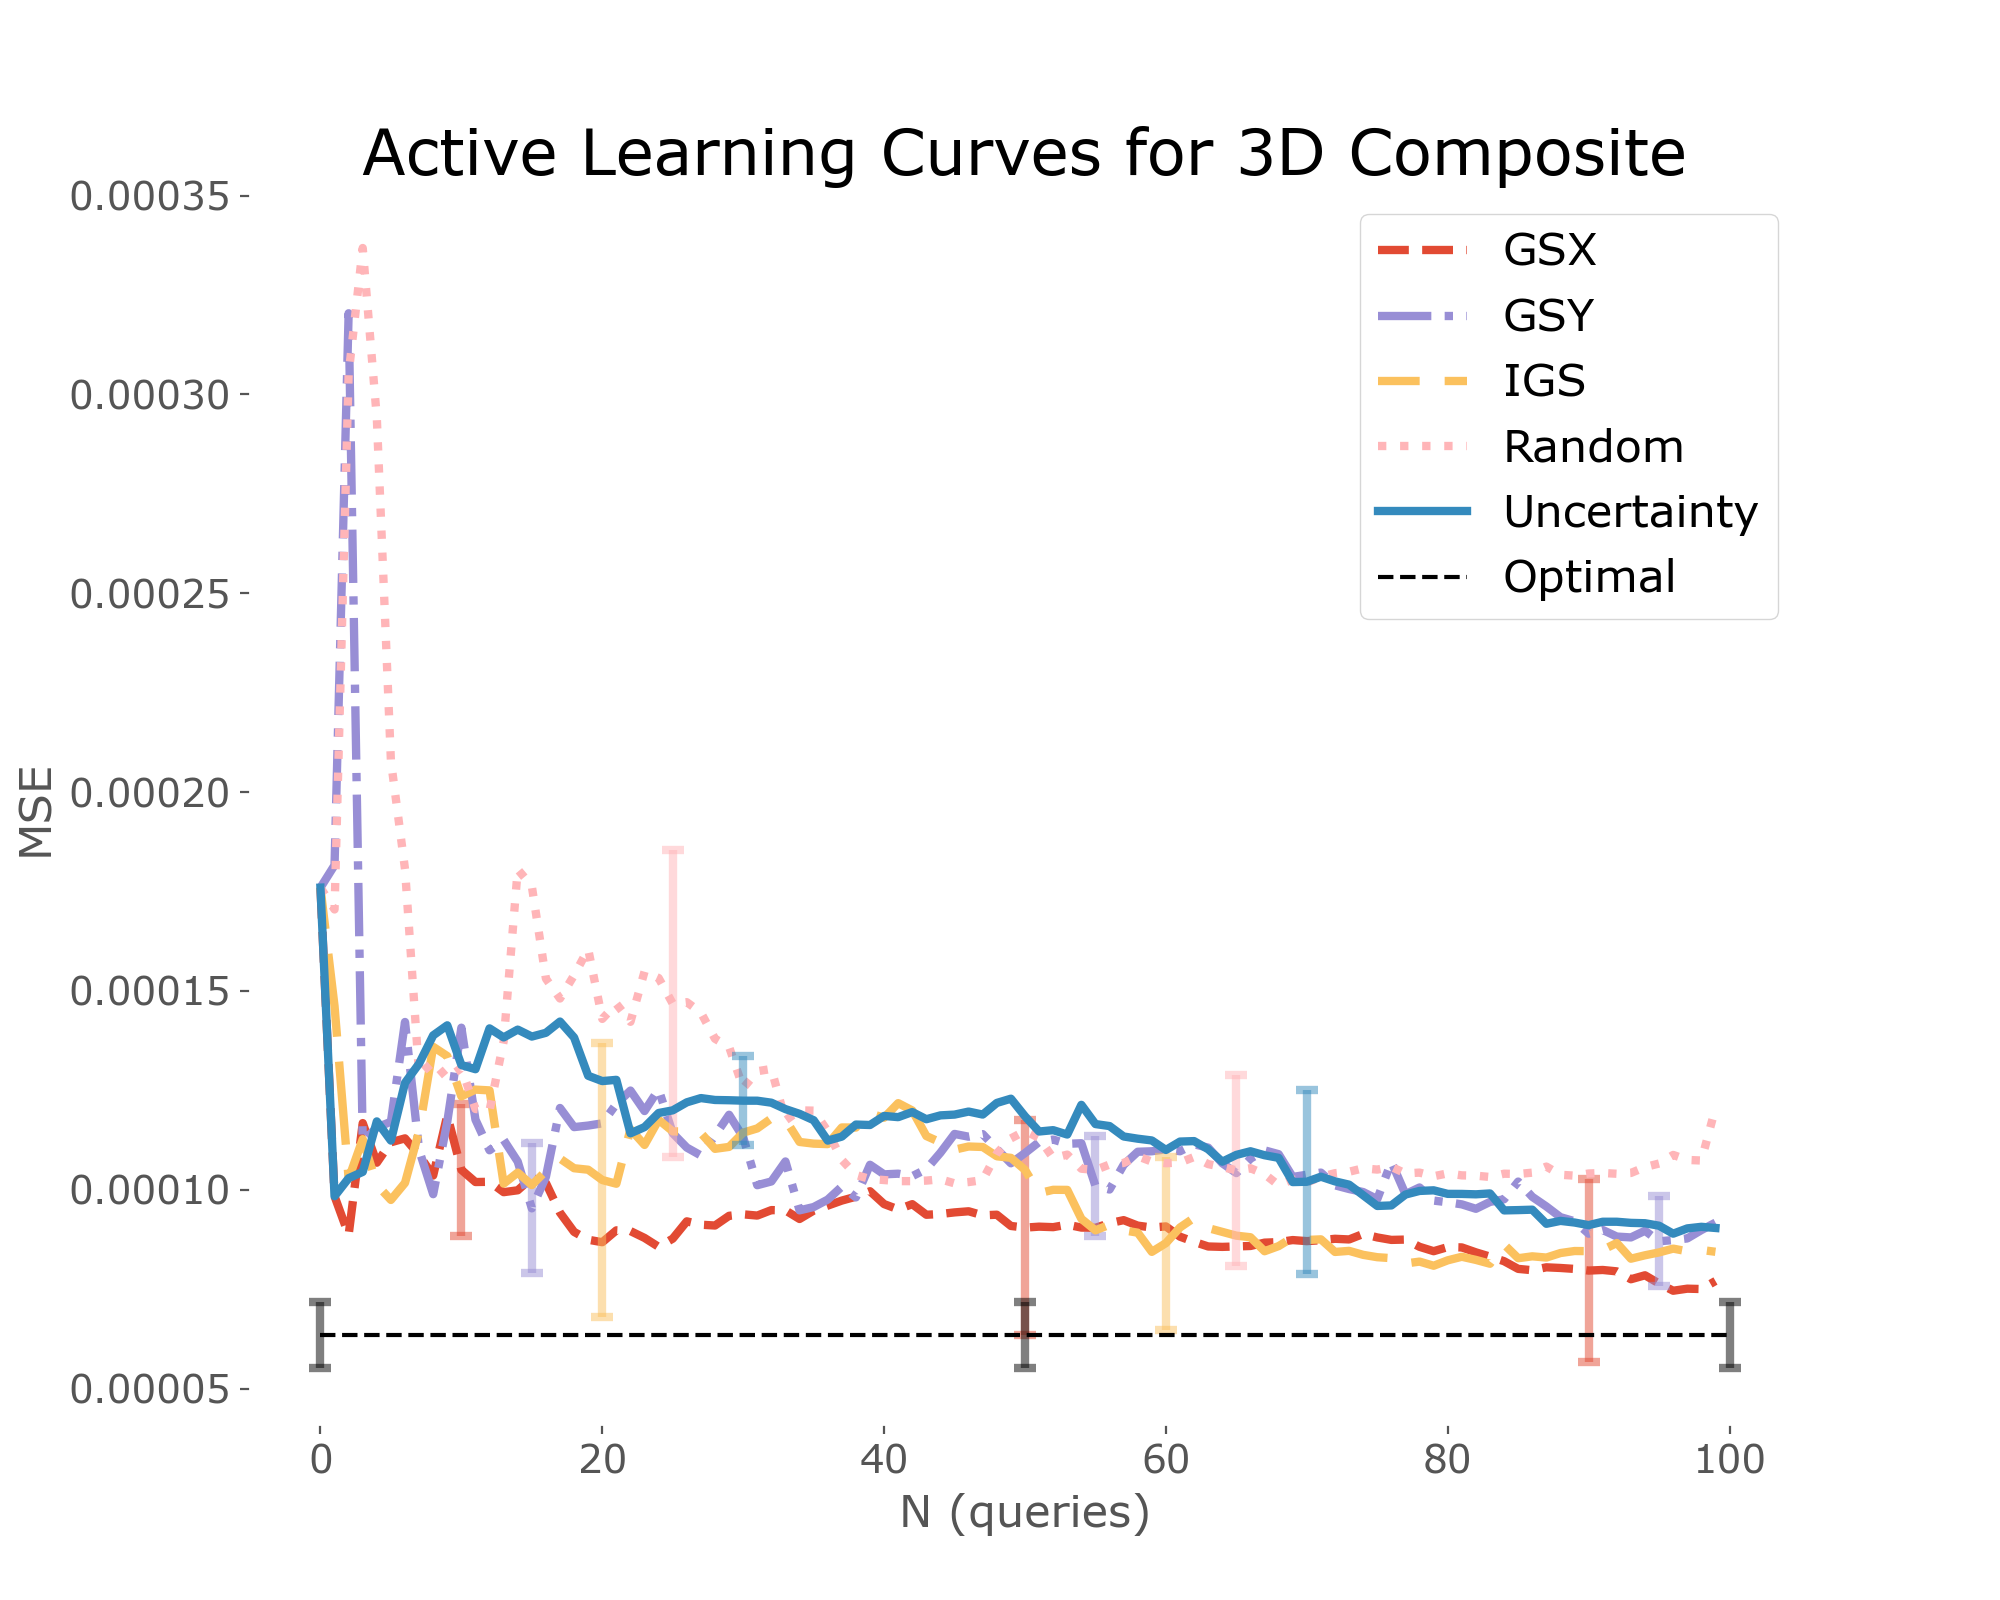 Active Learning Curves for 3D Composite
0.00035
0.00030
0.00025
0.00020
0.00015
0.00010
0.00005
MSE
GSX
GSY
IGS
Random
Uncertainty
Optimal
0 20 40 60 80 100
N (queries)